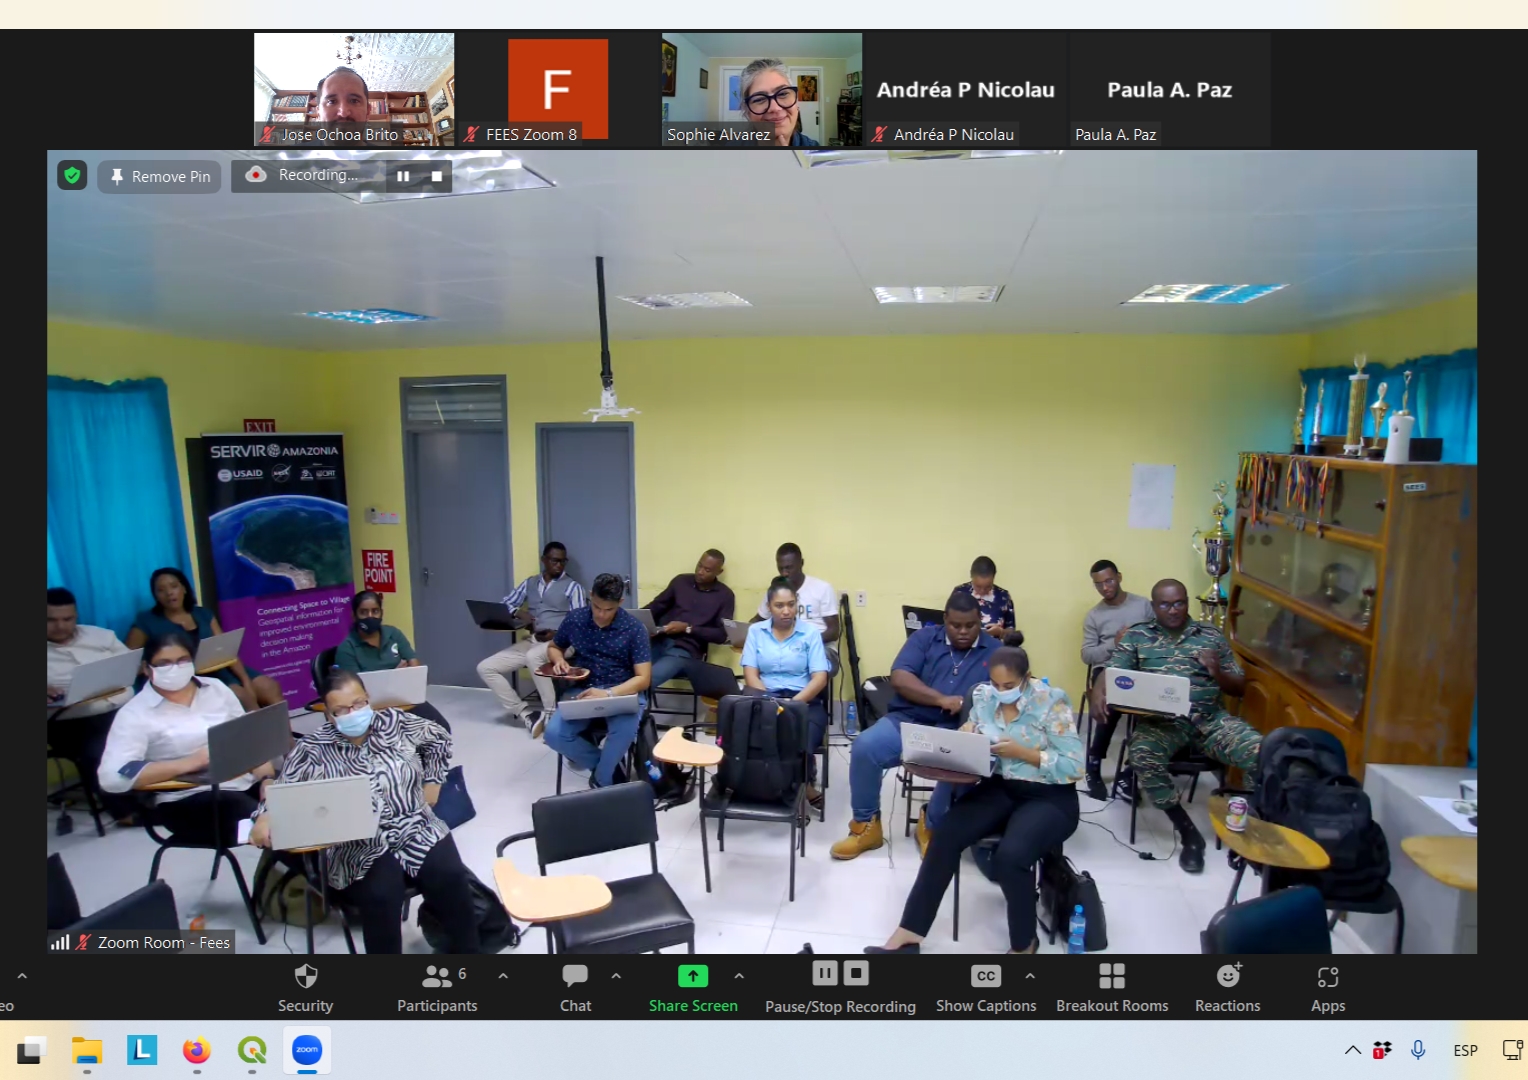 F
Andréa P Nicolau
Paula A. Paz
Jose Ochoa Brito
FEES Zoom 8
Sophie Alvarez
Andréa P Nicolau
Paula A. Paz
Remove Pin
Recording...
EXIT
SERVIR AMAZONIA
USAID
FIRE
POINT
Connecting Space to Village
Geospatial information for
improved environmental
decision making
in the Amazon
Zoom Room - Fees
6
Security
Participants
Chat
Share Screen
Pause/Stop Recording
CC
Show Captions
Breakout Rooms
Reactions
Apps
eo
L
zoom
1
ESP